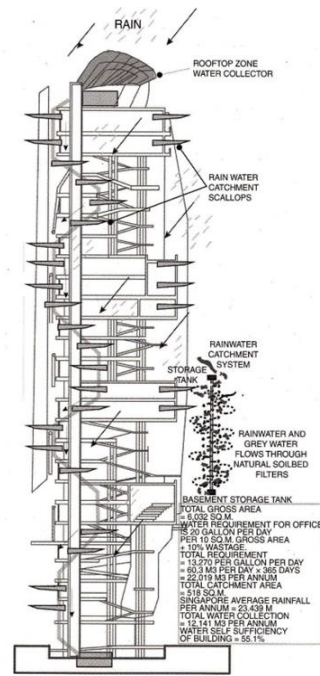 RAIN
ROOFTOP ZONE
WATER COLLECTOR
RAIN WATER
CATCHMENT
SCALLOPS
RAINWATER
CATCHMENT
SYSTEM
STORAGE
TANK
RAINWATER AND
GREY WATER
FLOWS THROUGH
NATURAL SOILBED
FILTERS
BASEMENT STORAGE TANK
TOTAL GROSS AREA
= 6,032 SQ.M.
WATER REQUIREMENT FOR OFFICE
IS 20 GALLON PER DAY
PER 10 SQ.M. GROSS AREA
+ 10% WASTAGE.
TOTAL REQUIREMENT
= 13,270 PER GALLON PER DAY
= 60,3 M3 PER DAY × 365 DAYS
= 22,019 M3 PER ANNUM
TOTAL CATCHMENT AREA
= 518 SQ.M.
SINGAPORE AVERAGE RAINFALL
PER ANNUM = 23.439 M
TOTAL WATER COLLECTION
= 12,141 M3 PER ANNUM
WATER SELF SUFFICIENCY
OF BUILDING = 55.1%